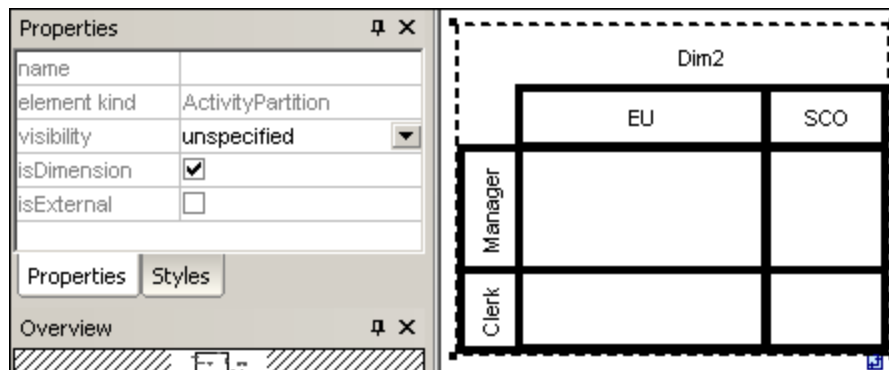 Properties
name
element kind ActivityPartition
visibility unspecified
isDimension
isExternal
Properties Styles
Overview
Dim2
EU SCO
Manager
Clerk